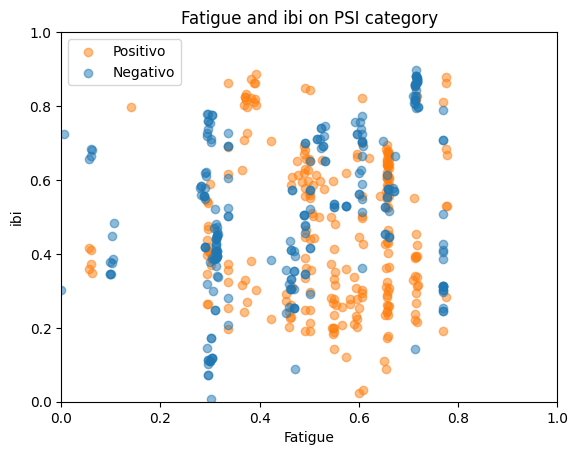 Fatigue and ibi on PSI category
Positivo
Negativo
1.0
0.8
0.6
0.4
0.2
0.0
ibi
0.0 0.2 0.4 0.6 0.8 1.0
Fatigue